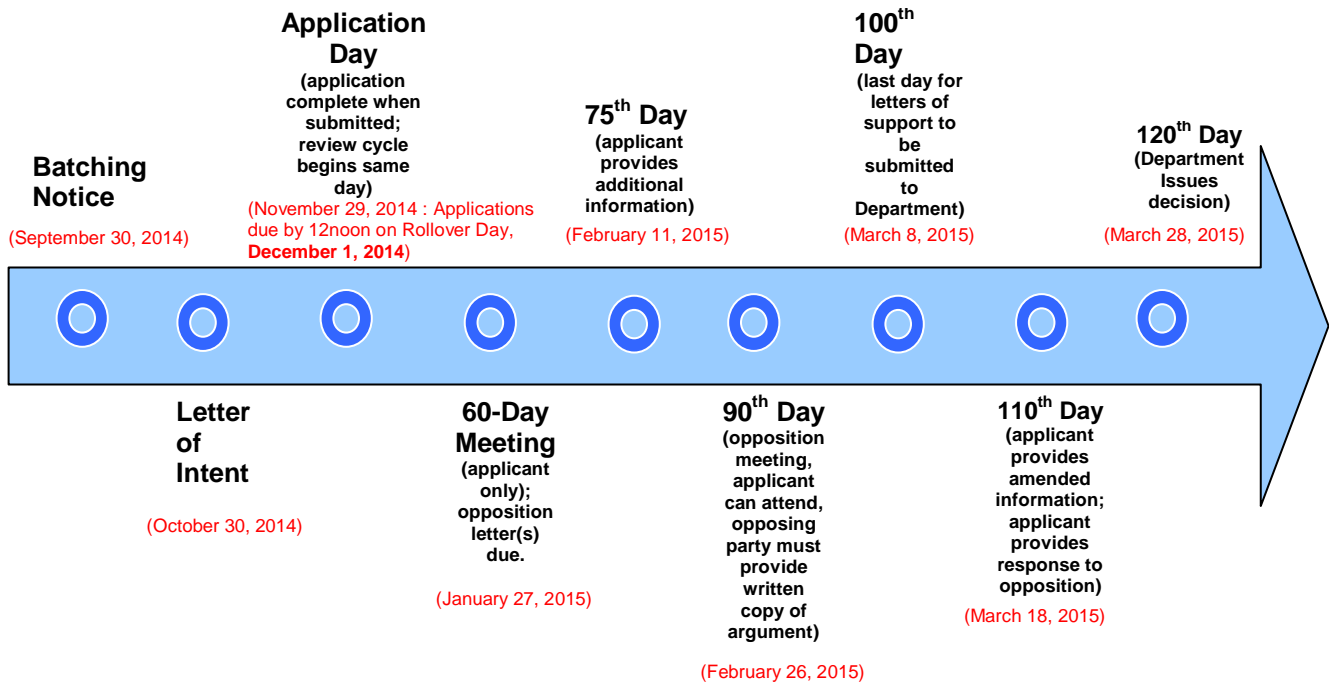 Batching
Notice
(September 30, 2014)
Letter
of
Intent
(October 30, 2014)
Application
Day
(application
complete when
submitted;
review cycle
begins same
day)
(November 29, 2014 : Applications
due by 12noon on Rollover Day,
December 1, 2014)
60-Day
Meeting
(applicant
only);
opposition
letter(s)
due.
(January 27, 2015)
75th Day
(applicant
provides
additional
information)
(February 11, 2015)
90th Day
(opposition
meeting,
applicant
can attend,
opposing
party must
provide
written
copy of
argument)
(February 26, 2015)
100th
Day
(last day for
letters of
support to
be
submitted
to
Department)
(March 8, 2015)
110th Day
(applicant
provides
amended
information;
applicant
provides
response to
opposition)
(March 18, 2015)
120th Day
(Department
Issues
decision)
(March 28, 2015)